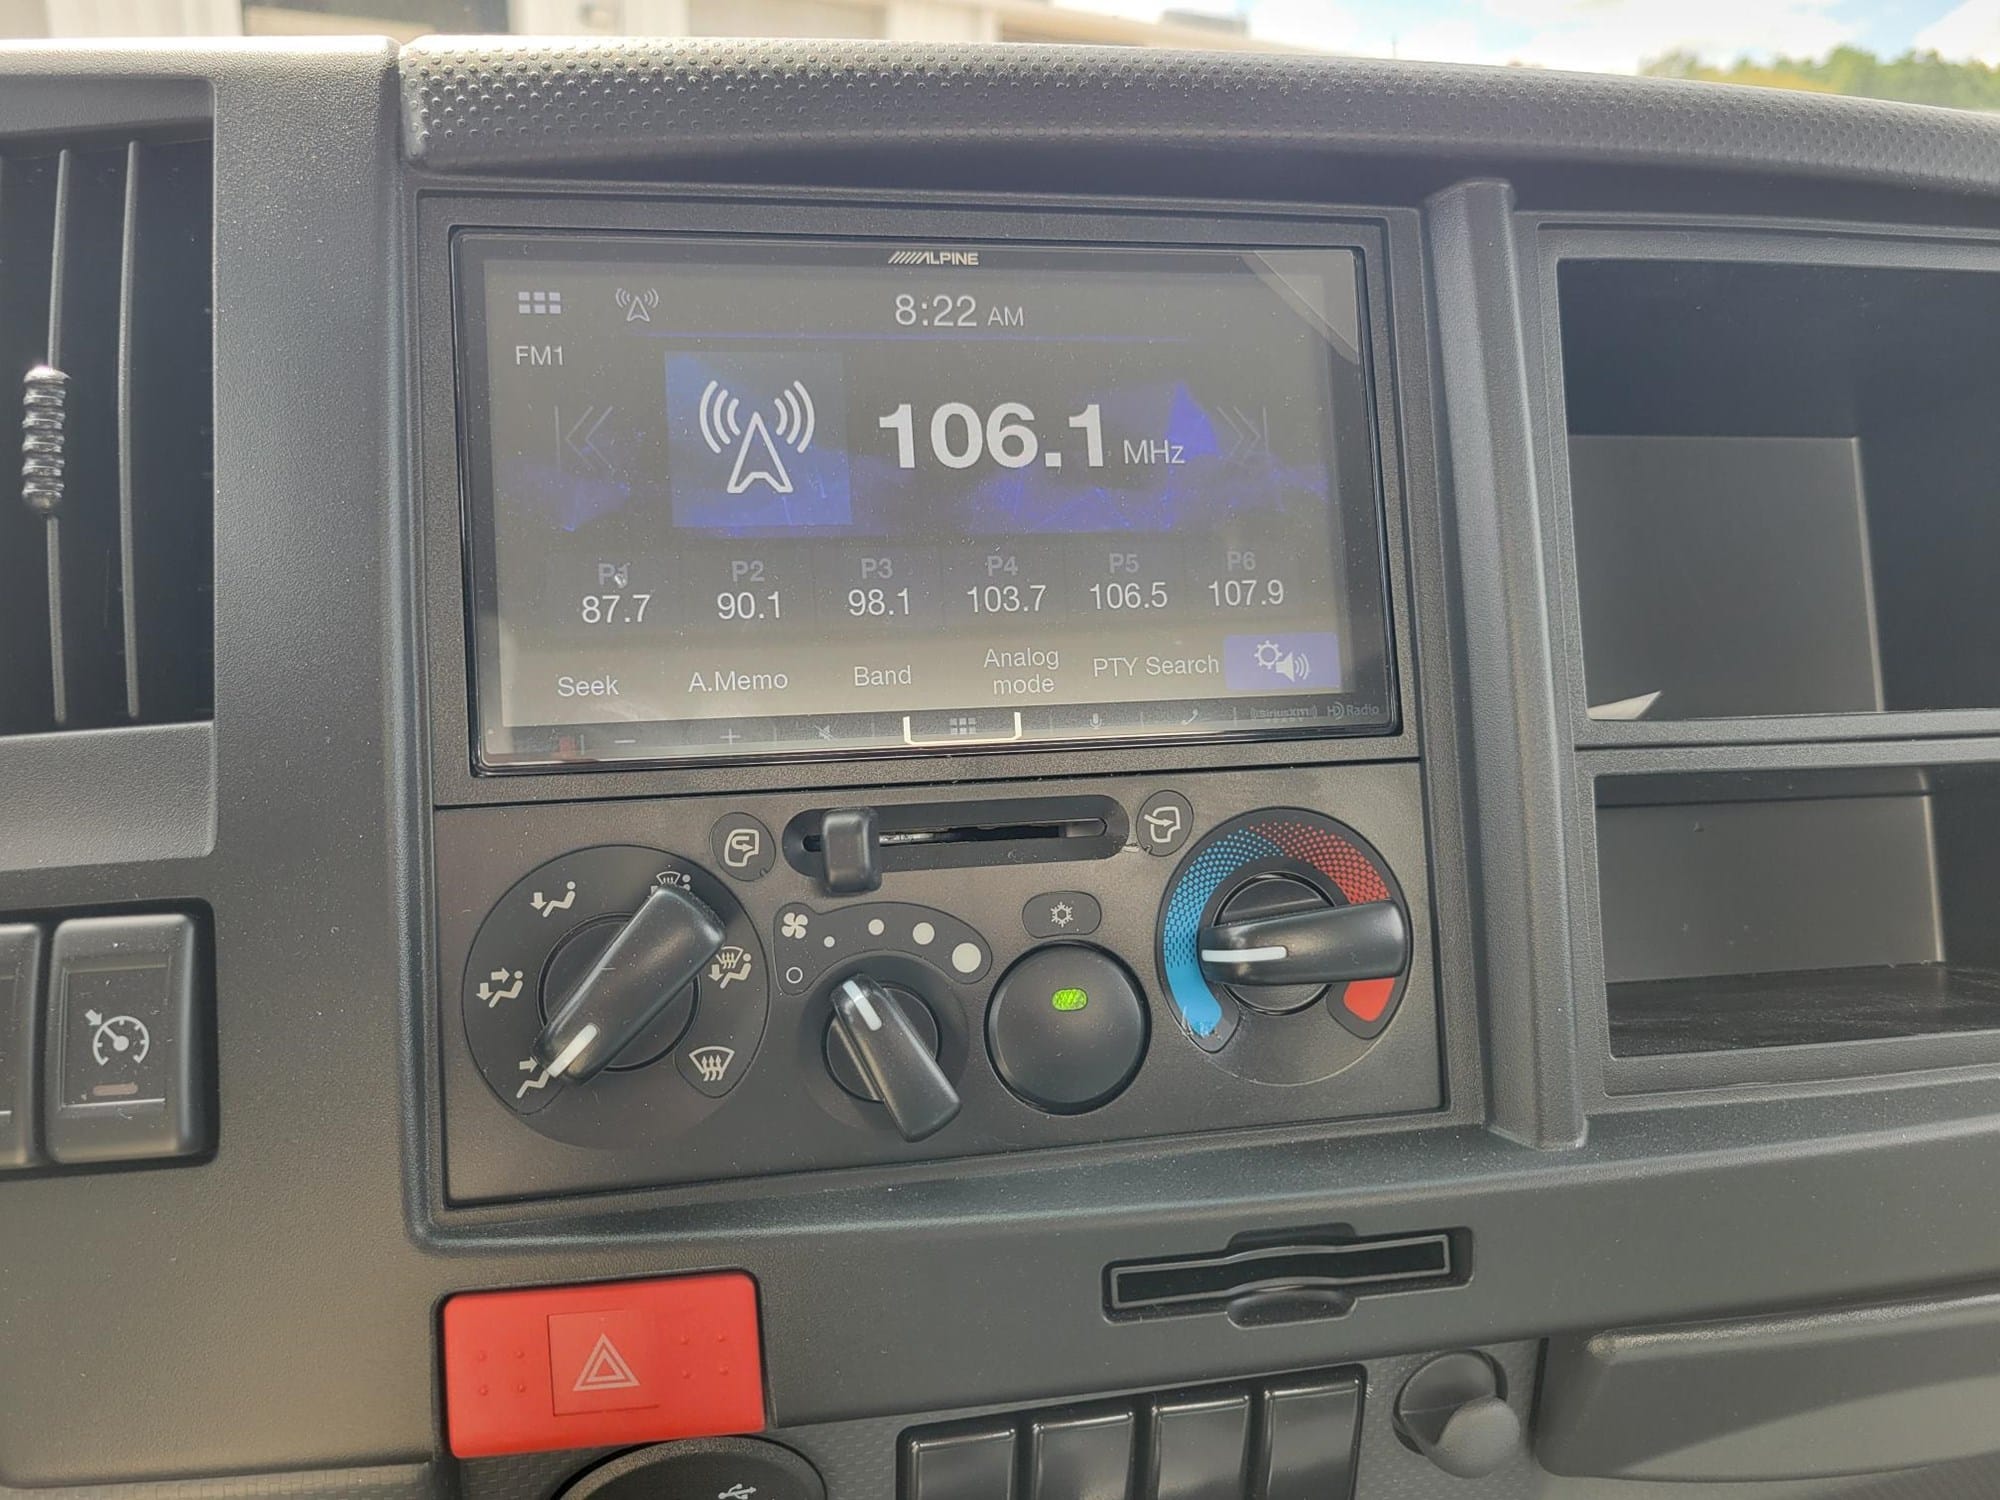 ALPINE
8:22 AM
FM1
106.1 MHz
P1 P2 P3 P4 P5 P6
87.7 90.1 98.1 103.7 106.5 107.9
Seek A.Memo Band Analog mode PTY Search
((SiriusXM)) HD Radio